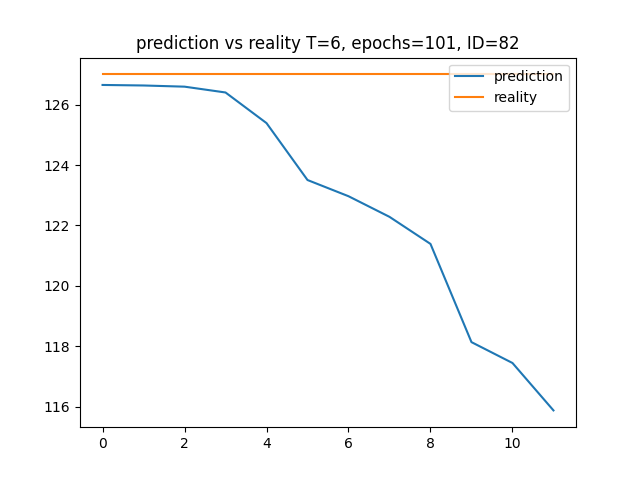 prediction vs reality T=6, epochs=101, ID=82
prediction
reality
126
124
122
120
118
116
0 2 4 6 8 10